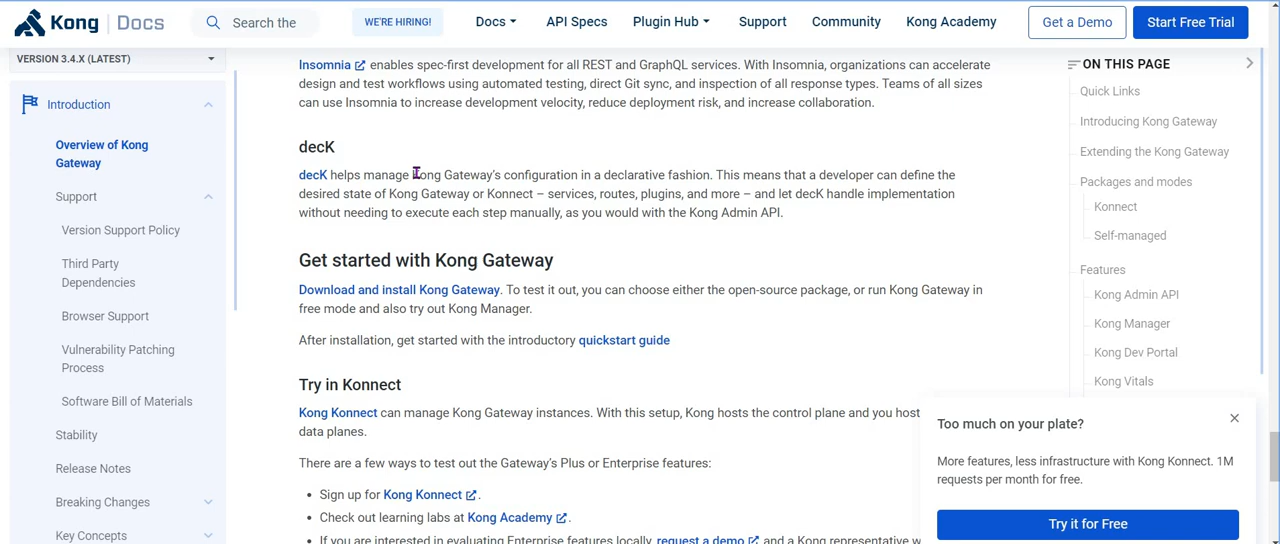 Kong Docs
Search the
WE'RE HIRING!
Docs
API Specs
Plugin Hub
Support
Community
Kong Academy
Get a Demo
Start Free Trial
VERSION 3.4.X (LATEST)
Introduction
Overview of Kong
Gateway
Support
Version Support Policy
Third Party
Dependencies
Browser Support
Vulnerability Patching
Process
Software Bill of Materials
Stability
Release Notes
Breaking Changes
Key Concepts
Insomnia enables spec-first development for all REST and GraphQL services. With Insomnia, organizations can accelerate
design and test workflows using automated testing, direct Git sync, and inspection of all response types. Teams of all sizes
can use Insomnia to increase development velocity, reduce deployment risk, and increase collaboration.
decK
decK helps manage Kong Gateway's configuration in a declarative fashion. This means that a developer can define the
desired state of Kong Gateway or Konnect – services, routes, plugins, and more – and let decK handle implementation
without needing to execute each step manually, as you would with the Kong Admin API.
Get started with Kong Gateway
Download and install Kong Gateway. To test it out, you can choose either the open-source package, or run Kong Gateway in
free mode and also try out Kong Manager.
After installation, get started with the introductory quickstart guide
Try in Konnect
Kong Konnect can manage Kong Gateway instances. With this setup, Kong hosts the control plane and you host
data planes.
There are a few ways to test out the Gateway's Plus or Enterprise features:
• Sign up for Kong Konnect.
• Check out learning labs at Kong Academy.
• If you are interested in evaluating Enterprise features locally, request a demo and a Kong representative w
ON THIS PAGE
Quick Links
Introducing Kong Gateway
Extending the Kong Gateway
Packages and modes
Konnect
Self-managed
Features
Kong Admin API
Kong Manager
Kong Dev Portal
Kong Vitals
Too much on your plate?
More features, less infrastructure with Kong Konnect. 1M
requests per month for free.
Try it for Free